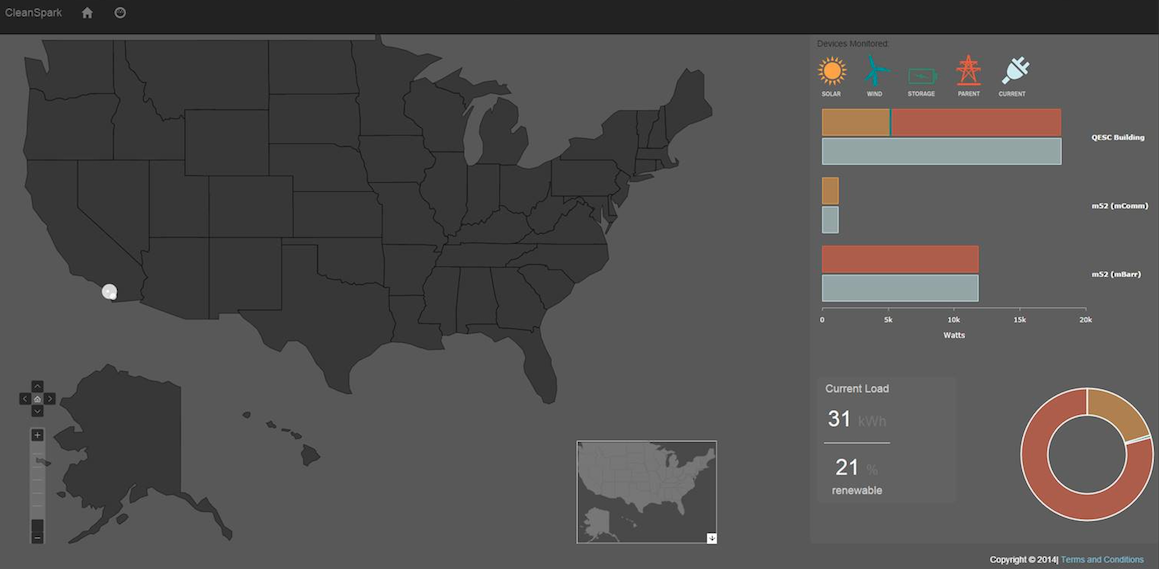 CleanSpark
Devices Monitored:
SOLAR WIND STORAGE PARENT CURRENT
QESC Building
m52 (mComm)
m52 (mBarr)
0 5k 10k 15k 20k
Watts
Current Load
31 kWh
21 %
renewable
Copyright © 2014| Terms and Conditions